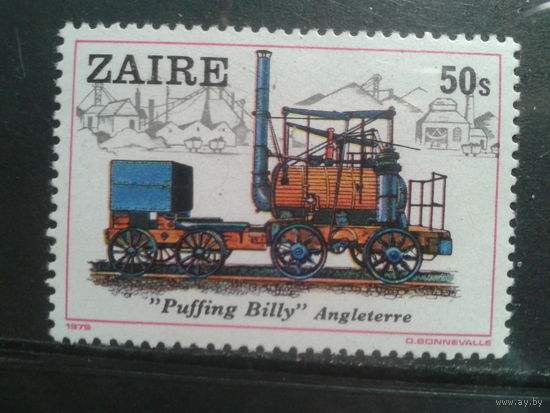 ZAIRE 50s
"Puffing Billy" Angleterre
1979 D.BONNEVALLE
www.ay.by